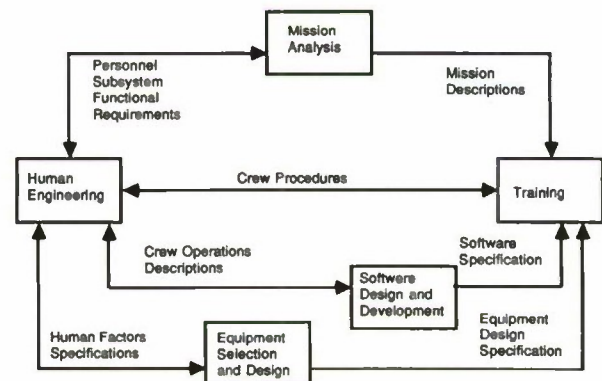 Mission
Analysis
Personnel
Subsystem
Functional
Requirements
Mission
Descriptions
Human
Engineering
Crew Procedures
Training
Crew Operations
Descriptions
Software
Specification
Software
Design and
Development
Human Factors
Specifications
Equipment
Selection
and Design
Equipment
Design
Specification